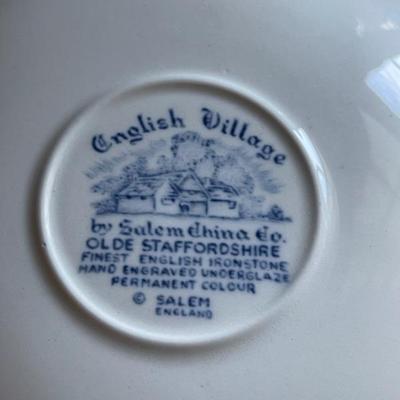 English Village
by Salem China Co.
OLDE STAFFORDSHIRE
FINEST ENGLISH IRONSTONE
HAND ENGRAVED UNDERGLAZE
PERMANENT COLOUR
© SALEM
ENGLAND